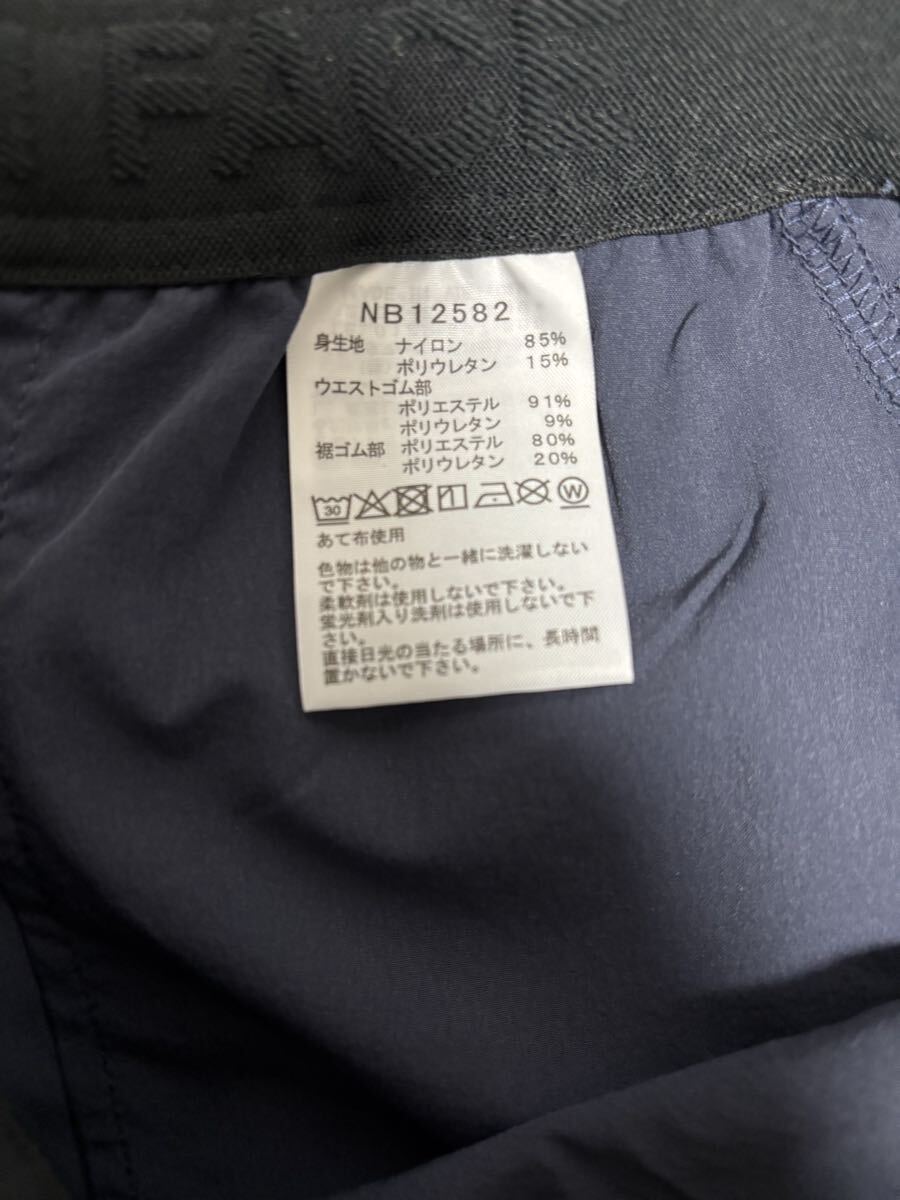 FACE
NB12582
身生地 ナイロン 85%
ポリウレタン 15%
ウエストゴム部
ポリエステル 91%
ポリウレタン 9%
裾ゴム部 ポリエステル 80%
ポリウレタン 20%
30 W
あて布使用
色物は他の物と一緒に洗濯しない
で下さい。
柔軟剤は使用しないで下さい。
蛍光剤入り洗剤は使用しないで下
さい。
直接日光の当たる場所に、長時間
置かないで下さい。